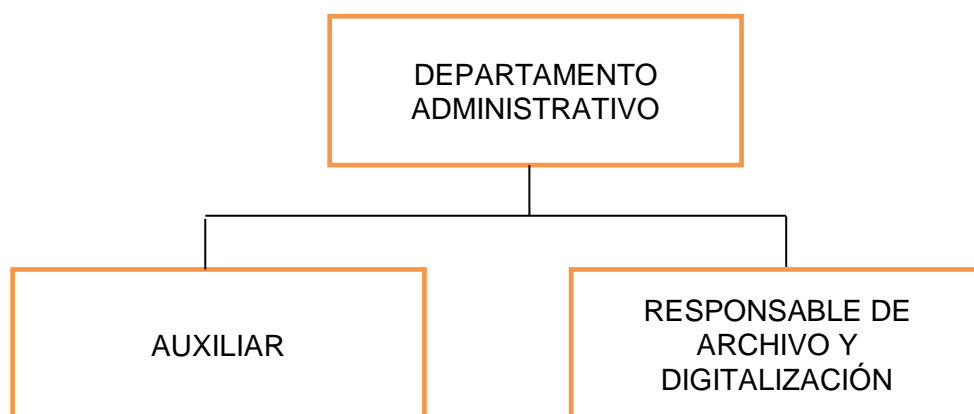 DEPARTAMENTO
ADMINISTRATIVO
AUXILIAR
RESPONSABLE DE
ARCHIVO Y
DIGITALIZACIÓN